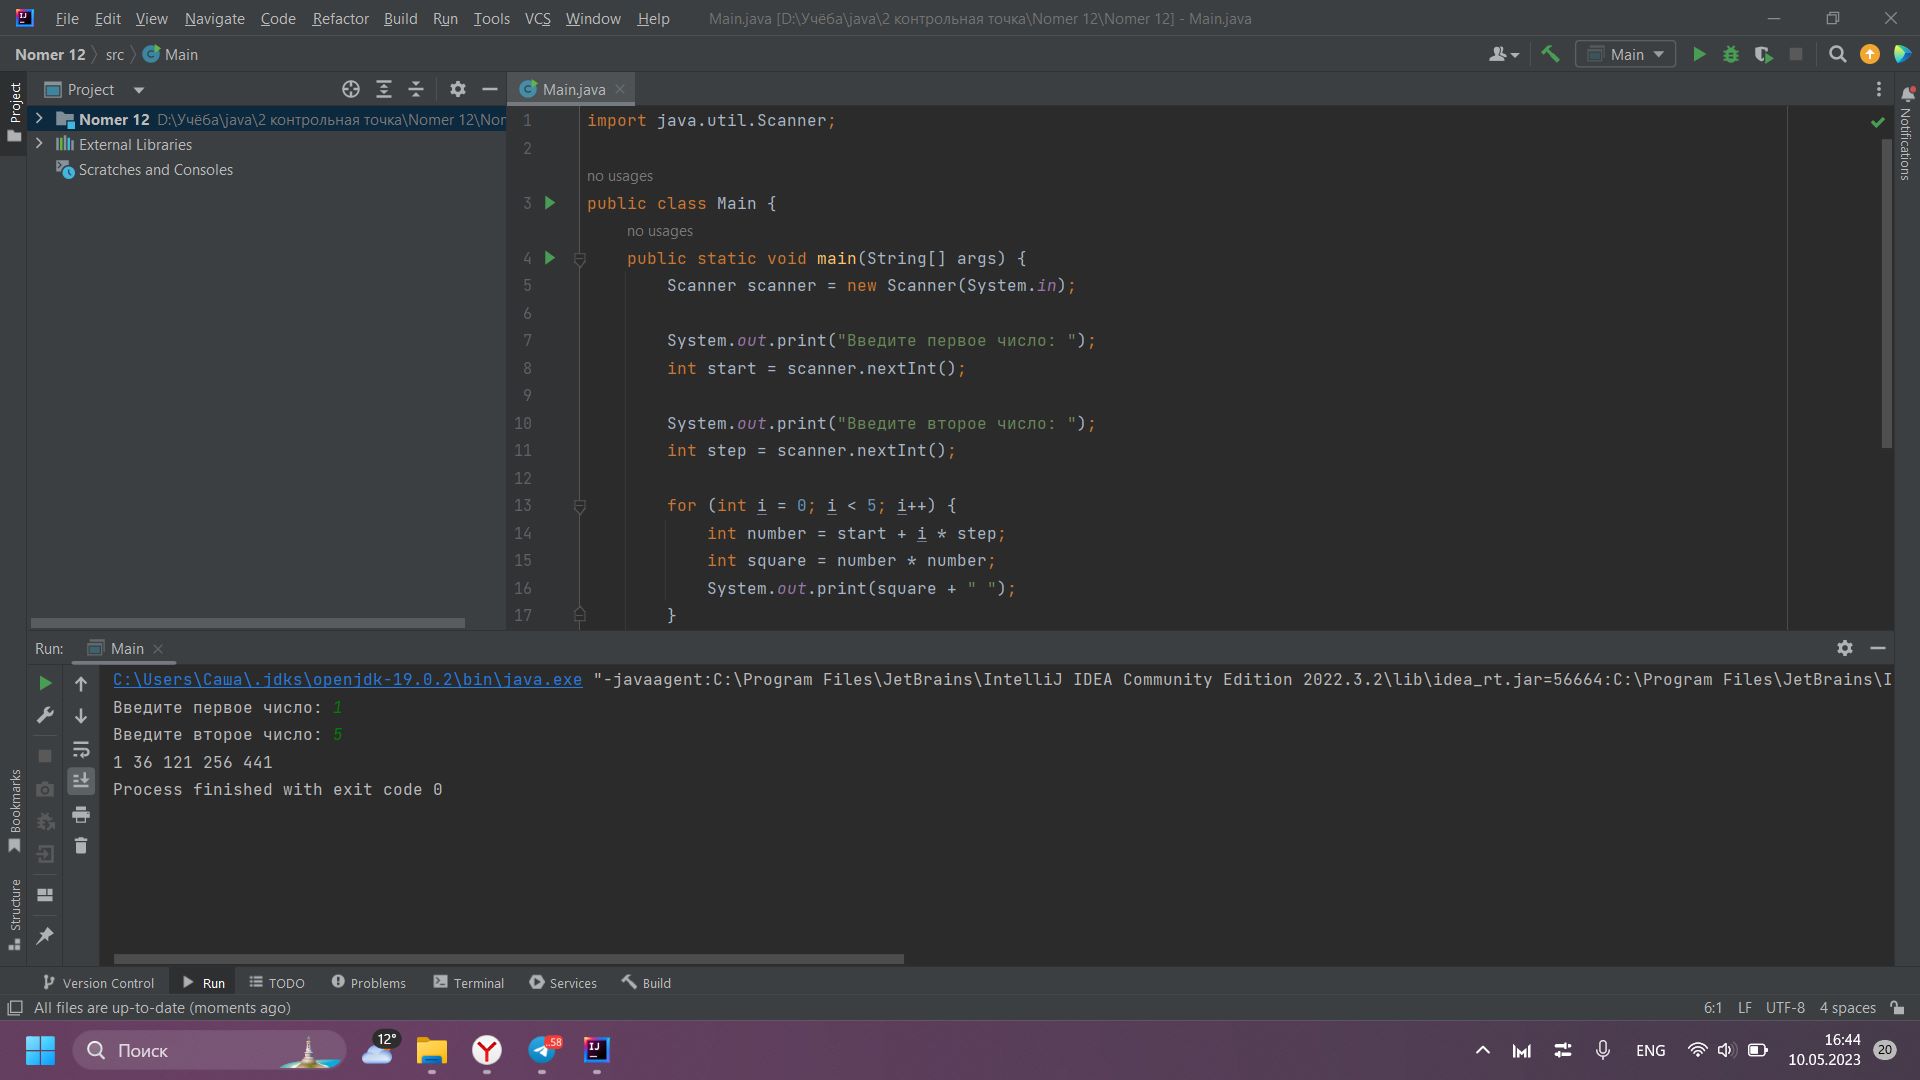 File Edit View Navigate Code Refactor Build Run Tools VCS Window Help Main.java [D:\Учёба\java\2 контрольная точка\Nomer 12\Nomer 12] - Main.java
Nomer 12 src Main Main
Project
Project Main.java
Nomer 12 D:\Учёба\java\2 контрольная точка\Nomer 12\Nor
External Libraries
Scratches and Consoles
Notifications
1 import java.util.Scanner;
2
no usages
3 public class Main {
no usages
4 public static void main(String[] args) {
5 Scanner scanner = new Scanner(System.in);
6
7 System.out.print("Введите первое число: ");
8 int start = scanner.nextInt();
9
10 System.out.print("Введите второе число: ");
11 int step = scanner.nextInt();
12
13 for (int i = 0; i < 5; i++) {
14 int number = start + i * step;
15 int square = number * number;
16 System.out.print(square + " ");
17 }
Run: Main
C:\Users\Саша\.jdks\openjdk-19.0.2\bin\java.exe "-javaagent:C:\Program Files\JetBrains\IntelliJ IDEA Community Edition 2022.3.2\lib\idea_rt.jar=56664:C:\Program Files\JetBrains\I
Введите первое число: 1
Введите второе число: 5
1 36 121 256 441
Process finished with exit code 0
Bookmarks
Structure
Version Control Run TODO Problems Terminal Services Build
All files are up-to-date (moments ago) 6:1 LF UTF-8 4 spaces
Поиск 12° ...58 IJ ENG 16:44 20
10.05.2023